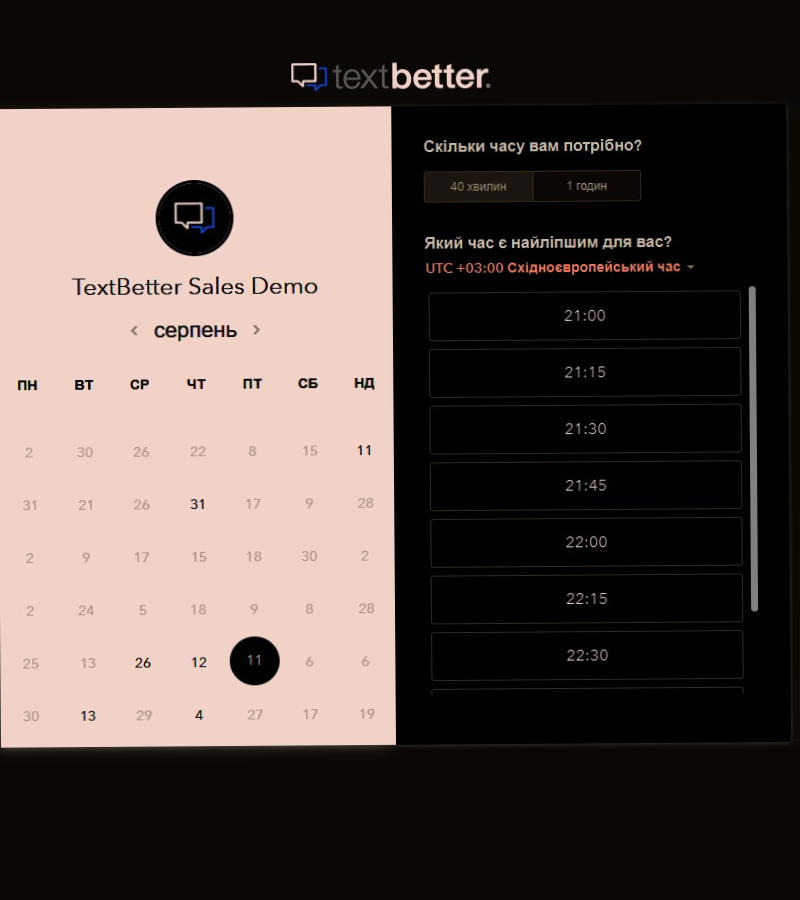 textbetter.
TextBetter Sales Demo
серпень
ПН ВТ СР ЧТ ПТ СБ НД
2 30 26 22 8 15 11
31 21 26 31 17 9 28
2 9 17 15 18 30 2
2 24 5 18 9 8 28
25 13 26 12 11 6 6
30 13 29 4 27 17 19
Скільки часу вам потрібно?
40 хвилин 1 годин
Який час є найліпшим для вас?
UTC +03:00 Східноєвропейський час
21:00
21:15
21:30
21:45
22:00
22:15
22:30